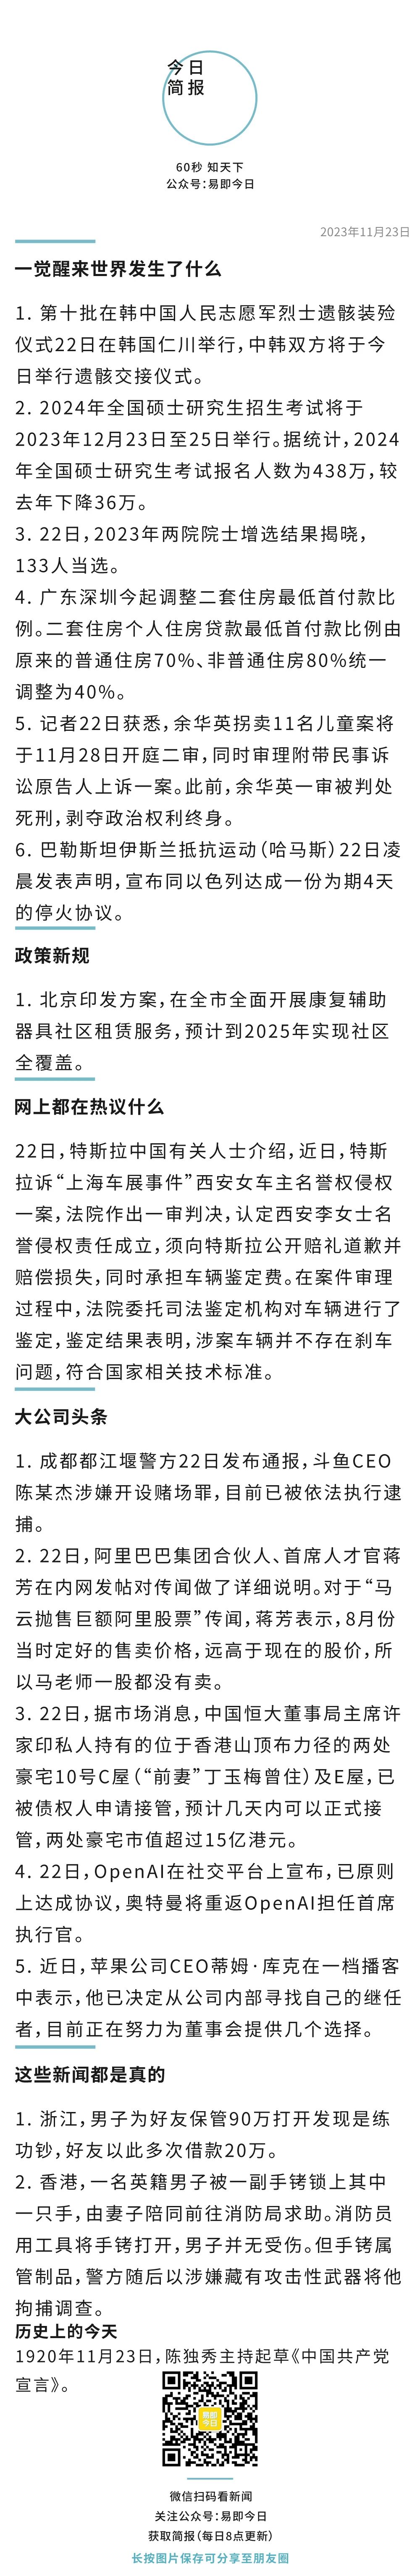 今日
简报
60秒 知天下
公众号：易即今日
2023年11月23日
一觉醒来世界发生了什么
1. 第十批在韩中国人民志愿军烈士遗骸装殓
仪式22日在韩国仁川举行，中韩双方将于今
日举行遗骸交接仪式。
2. 2024年全国硕士研究生招生考试将于
2023年12月23日至25日举行。据统计，2024
年全国硕士研究生考试报名人数为438万，较
去年下降36万。
3. 22日，2023年两院院士增选结果揭晓，
133人当选。
4. 广东深圳今起调整二套住房最低首付款比
例。二套住房个人住房贷款最低首付款比例由
原来的普通住房70%、非普通住房80%统一
调整为40%。
5. 记者22日获悉，余华英拐卖11名儿童案将
于11月28日开庭二审，同时审理附带民事诉
讼原告人上诉一案。此前，余华英一审被判处
死刑，剥夺政治权利终身。
6. 巴勒斯坦伊斯兰抵抗运动（哈马斯）22日凌
晨发表声明，宣布同以色列达成一份为期4天
的停火协议。
政策新规
1. 北京印发方案，在全市全面开展康复辅助
器具社区租赁服务，预计到2025年实现社区
全覆盖。
网上都在热议什么
22日，特斯拉中国有关人士介绍，近日，特斯
拉诉“上海车展事件”西安女车主名誉权侵权
一案，法院作出一审判决，认定西安李女士名
誉侵权责任成立，须向特斯拉公开赔礼道歉并
赔偿损失，同时承担车辆鉴定费。在案件审理
过程中，法院委托司法鉴定机构对车辆进行了
鉴定，鉴定结果表明，涉案车辆并不存在刹车
问题，符合国家相关技术标准。
大公司头条
1. 成都都江堰警方22日发布通报，斗鱼CEO
陈某杰涉嫌开设赌场罪，目前已被依法执行逮
捕。
2. 22日，阿里巴巴集团合伙人、首席人才官蒋
芳在内网发帖对传闻做了详细说明。对于“马
云抛售巨额阿里股票”传闻，蒋芳表示，8月份
当时定好的售卖价格，远高于现在的股价，所
以马老师一股都没有卖。
3. 22日，据市场消息，中国恒大董事局主席许
家印私人持有的位于香港山顶布力径的两处
豪宅10号C屋（“前妻”丁玉梅曾住）及E屋，已
被债权人申请接管，预计几天内可以正式接
管，两处豪宅市值超过15亿港元。
4. 22日，OpenAI在社交平台上宣布，已原则
上达成协议，奥特曼将重返OpenAI担任首席
执行官。
5. 近日，苹果公司CEO蒂姆·库克在一档播客
中表示，他已决定从公司内部寻找自己的继任
者，目前正在努力为董事会提供几个选择。
这些新闻都是真的
1. 浙江，男子为好友保管90万打开发现是练
功钞，好友以此多次借款20万。
2. 香港，一名英籍男子被一副手铐锁上其中
一只手，由妻子陪同前往消防局求助。消防员
用工具将手铐打开，男子并无受伤。但手铐属
管制品，警方随后以涉嫌藏有攻击性武器将他
拘捕调查。
历史上的今天
1920年11月23日，陈独秀主持起草《中国共产党
宣言》。
易即
今日
微信扫码看新闻
关注公众号：易即今日
获取简报（每日8点更新）
长按图片保存可分享至朋友圈